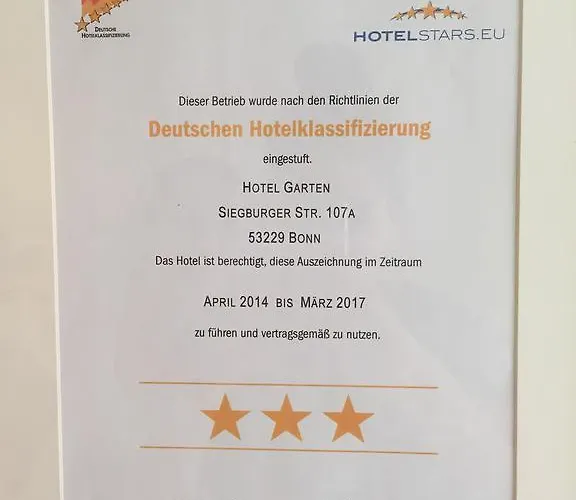 DEUTSCHE
HOTELKLASSIFIZIERUNG
HOTELSTARS.EU
Dieser Betrieb wurde nach den Richtlinien der
Deutschen Hotelklassifizierung
eingestuft.
HOTEL GARTEN
SIEGBURGER STR. 107A
53229 BONN
Das Hotel ist berechtigt, diese Auszeichnung im Zeitraum
APRIL 2014 BIS MÄRZ 2017
zu führen und vertragsgemäß zu nutzen.